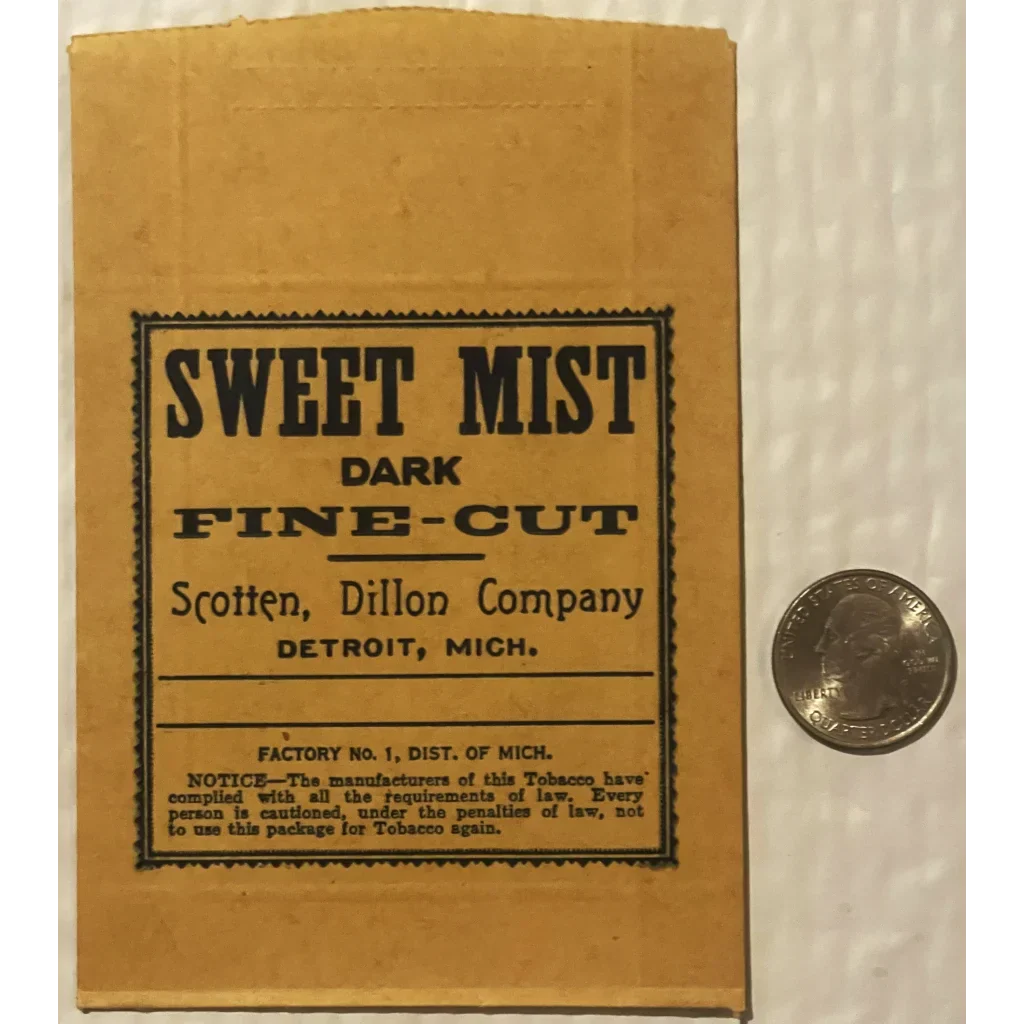 SWEET MIST
DARK
FINE-CUT
Scotten, Dillon Company
DETROIT, MICH.
FACTORY No. 1, DIST. OF MICH.
NOTICE—The manufacturers of this Tobacco have
complied with all the requirements of law. Every
person is cautioned, under the penalties of law, not
to use this package for Tobacco again.
UNITED STATES OF AMERICA
LIBERTY
QUARTER DOLLAR